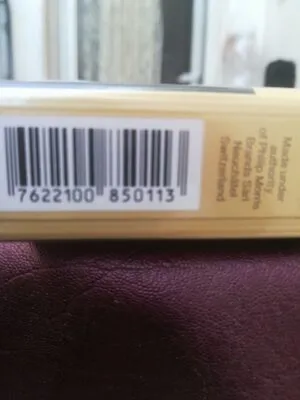 7622100 850113
Made under
authority
of Philip Morris
Brands Sàrl
Neuchâtel
Switzerland